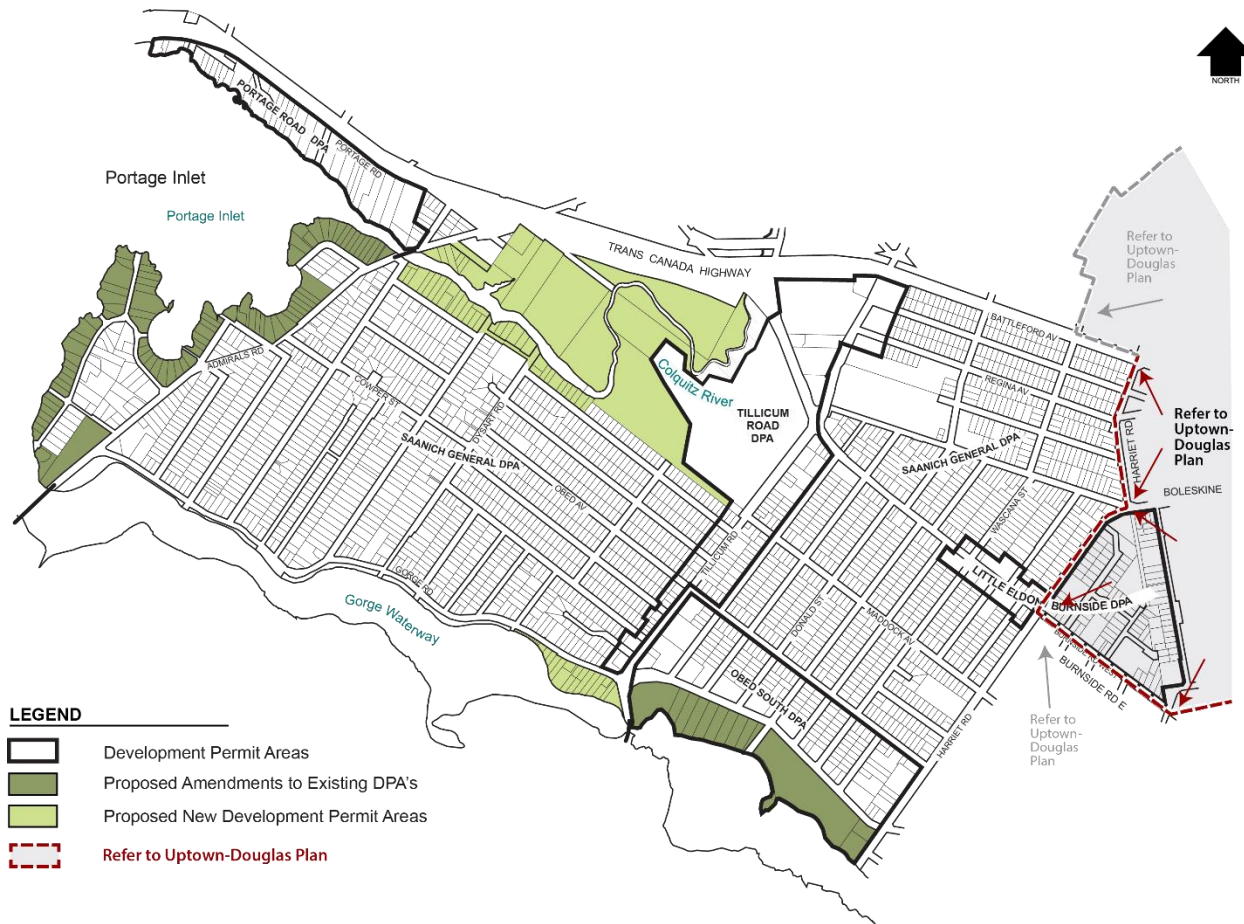 NORTH
PORTAGE ROAD DPA
PORTAGE RD
Portage Inlet
Portage Inlet
TRANS CANADA HIGHWAY
Refer to
Uptown-
Douglas
Plan
BATTLEFORD AV
REGINA AV
ADMIRALS RD
COWPER ST
DYSART RD
SAANICH GENERAL DPA
OBED AV
Colquitz River
TILLICUM
ROAD
DPA
SAANICH GENERAL DPA
WASCANA ST
HARRIET RD
Refer to
Uptown-
Douglas
Plan
BOLESKINE
TILLICUM RD
GORGE RD
Gorge Waterway
DONALD ST
MADDOCK AV
LITTLE ELDON
BURNSIDE DPA
BURNSIDE RD E
OBED SOUTH DPA
HARRIET RD
Refer to
Uptown-
Douglas
Plan
LEGEND
Development Permit Areas
Proposed Amendments to Existing DPA's
Proposed New Development Permit Areas
Refer to Uptown-Douglas Plan